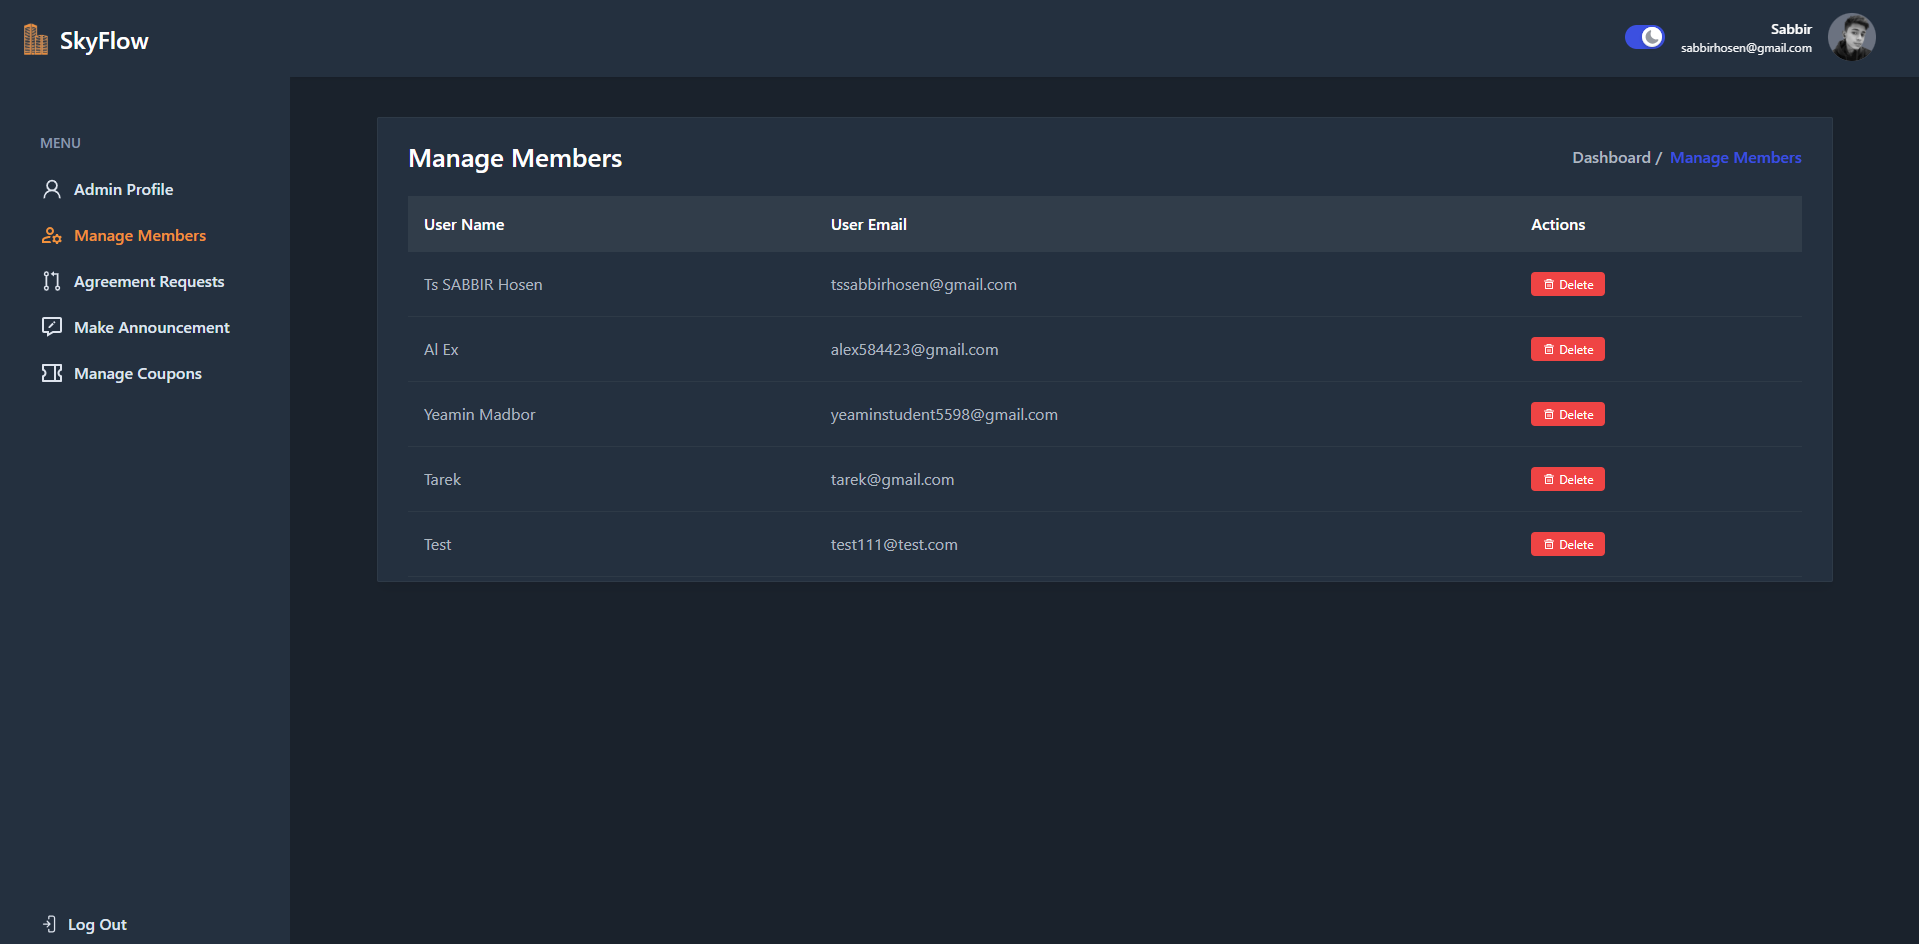 SkyFlow
Sabbir
sabbirhosen@gmail.com
MENU
Admin Profile
Manage Members
Agreement Requests
Make Announcement
Manage Coupons
Log Out
Manage Members
Dashboard / Manage Members
User Name User Email Actions
Ts SABBIR Hosen tssabbirhosen@gmail.com Delete
Al Ex alex584423@gmail.com Delete
Yeamin Madbor yeaminstudent5598@gmail.com Delete
Tarek tarek@gmail.com Delete
Test test111@test.com Delete